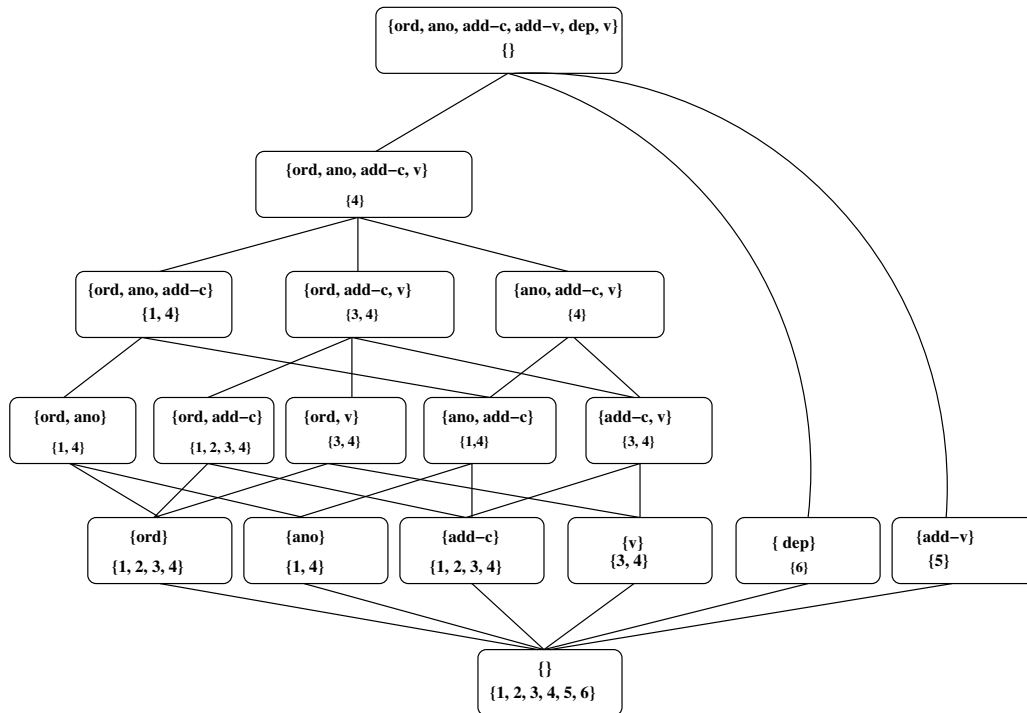 {ord, ano, add−c, add−v, dep, v}
{}
{ord, ano, add−c, v}
{4}
{ord, ano, add−c}
{1, 4}
{ord, add−c, v}
{3, 4}
{ano, add−c, v}
{4}
{ord, ano}
{1, 4}
{ord, add−c}
{1, 2, 3, 4}
{ord, v}
{3, 4}
{ano, add−c}
{1,4}
{add−c, v}
{3, 4}
{ord}
{1, 2, 3, 4}
{ano}
{1, 4}
{add−c}
{1, 2, 3, 4}
{v}
{3, 4}
{ dep}
{6}
{add−v}
{5}
{}
{1, 2, 3, 4, 5, 6}